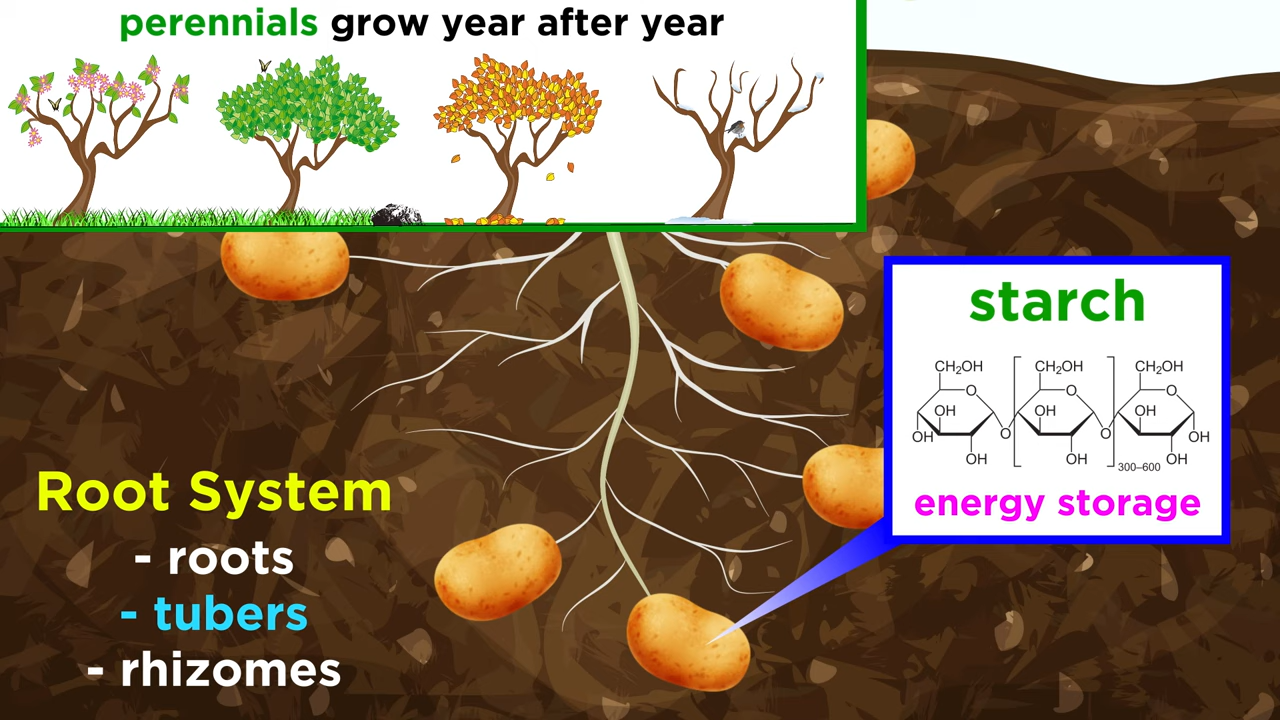 perennials grow year after year
starch
CH₂OH CH₂OH CH₂OH
O O O
OH OH OH
OH O O OH
OH OH OH
300–600
energy storage
Root System
- roots
- tubers
- rhizomes